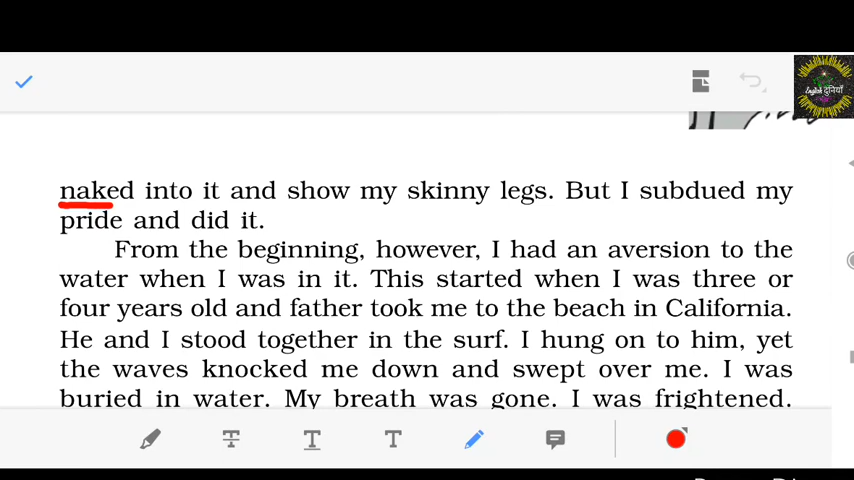 English दुनियाँ
naked into it and show my skinny legs. But I subdued my
pride and did it.
From the beginning, however, I had an aversion to the
water when I was in it. This started when I was three or
four years old and father took me to the beach in California.
He and I stood together in the surf. I hung on to him, yet
the waves knocked me down and swept over me. I was
buried in water. My breath was gone. I was frightened.
T T T